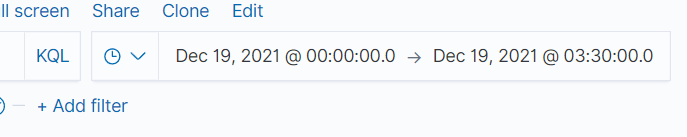 ll screen Share Clone Edit
KQL Dec 19, 2021 @ 00:00:00.0 → Dec 19, 2021 @ 03:30:00.0
+ Add filter